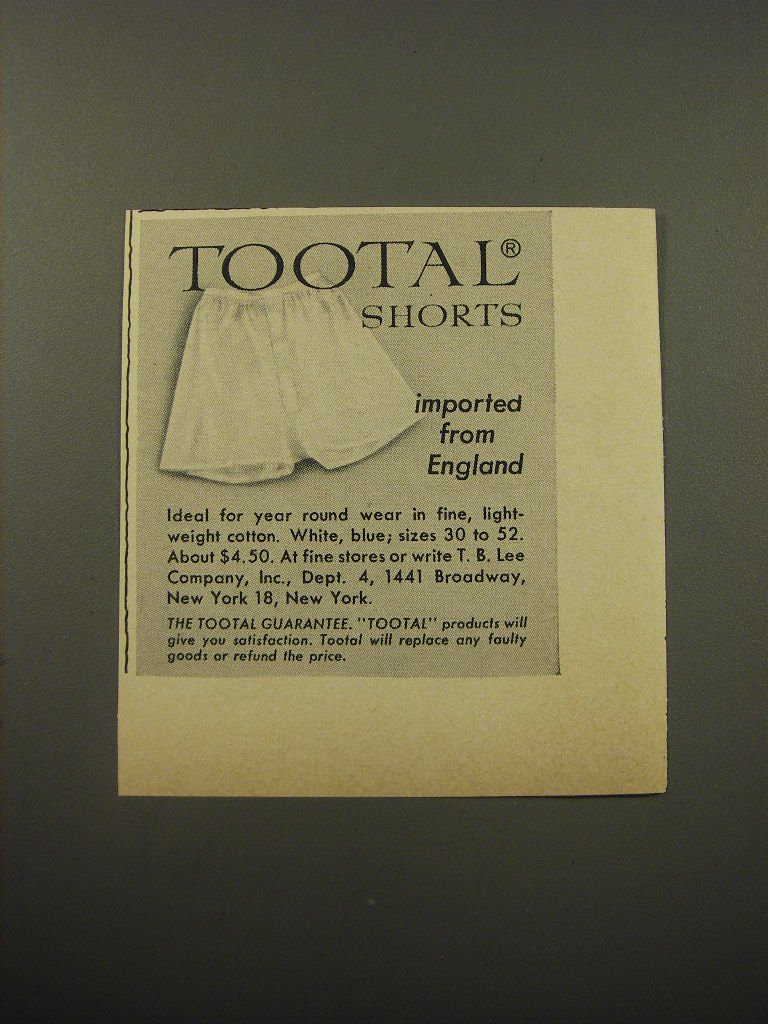 TOOTAL®
SHORTS
imported
from
England
Ideal for year round wear in fine, light-
weight cotton. White, blue; sizes 30 to 52.
About $4.50. At fine stores or write T. B. Lee
Company, Inc., Dept. 4, 1441 Broadway,
New York 18, New York.
THE TOOTAL GUARANTEE. "TOOTAL" products will
give you satisfaction. Tootal will replace any faulty
goods or refund the price.